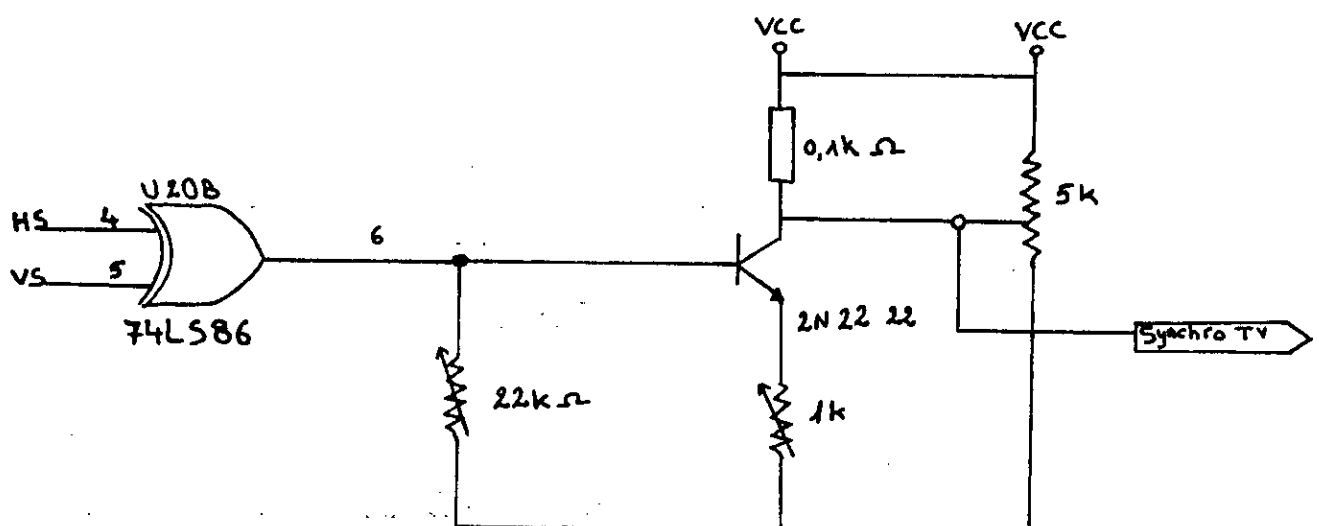 VCC
VCC
0,1k Ω
5k
U20B
HS 4
6
VS 5
74LS86
2N 22 22
Synchro TV
22k Ω
1k